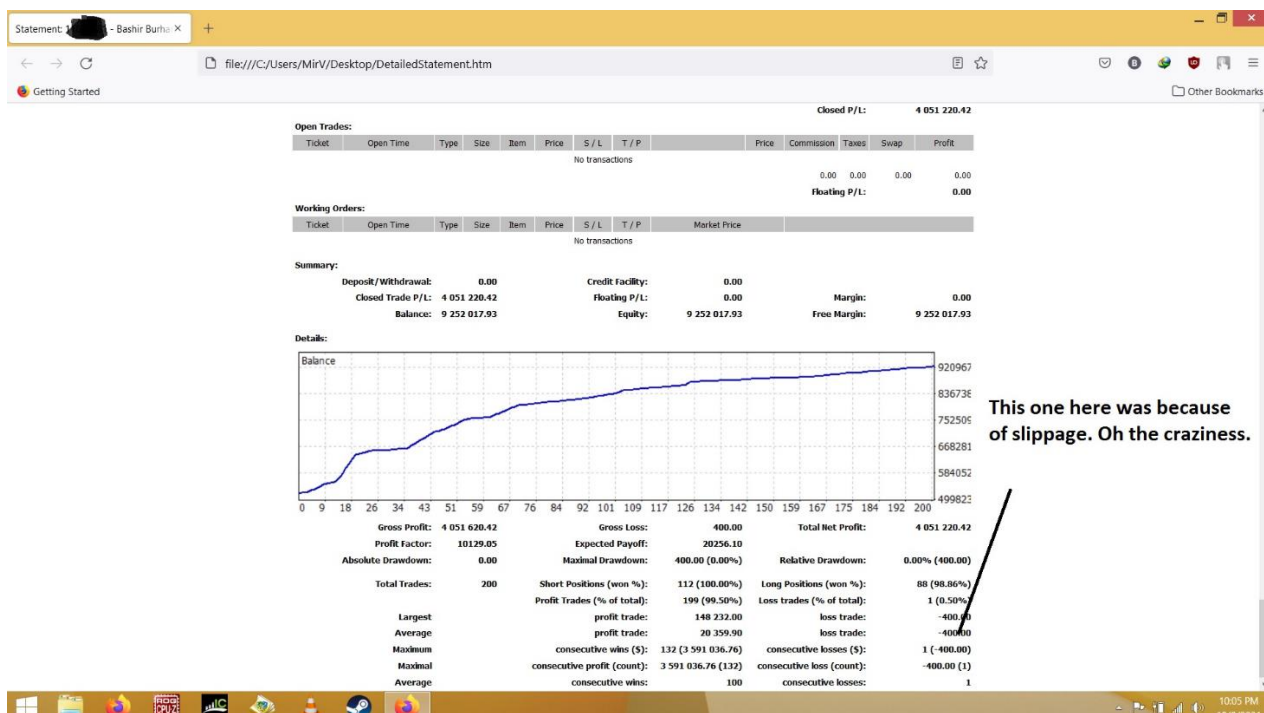 Statement: - Bashir Burha
file:///C:/Users/MirV/Desktop/DetailedStatement.htm
Getting Started Other Bookmarks
Closed P/L: 4 051 220.42
Open Trades:
Ticket Open Time Type Size Item Price S / L T / P Price Commission Taxes Swap Profit
No transactions
0.00 0.00 0.00 0.00
Floating P/L: 0.00
Working Orders:
Ticket Open Time Type Size Item Price S / L T / P Market Price
No transactions
Summary:
Deposit/Withdrawal: 0.00 Credit Facility: 0.00
Closed Trade P/L: 4 051 220.42 Floating P/L: 0.00 Margin: 0.00
Balance: 9 252 017.93 Equity: 9 252 017.93 Free Margin: 9 252 017.93
Details:
Balance
920967
836738
752509
668281
584052
499823
0 9 18 26 34 43 51 59 67 76 84 92 101 109 117 126 134 142 150 159 167 175 184 192 200
This one here was because
of slippage. Oh the craziness.
Gross Profit: 4 051 620.42 Gross Loss: 400.00 Total Net Profit: 4 051 220.42
Profit Factor: 10129.05 Expected Payoff: 20256.10
Absolute Drawdown: 0.00 Maximal Drawdown: 400.00 (0.00%) Relative Drawdown: 0.00% (400.00)
Total Trades: 200 Short Positions (won %): 112 (100.00%) Long Positions (won %): 88 (98.86%)
Profit Trades (% of total): 199 (99.50%) Loss trades (% of total): 1 (0.50%)
Largest profit trade: 148 232.00 loss trade: -400.00
Average profit trade: 20 359.90 loss trade: -400.00
Maximum consecutive wins ($): 132 (3 591 036.76) consecutive losses ($): 1 (-400.00)
Maximal consecutive profit (count): 3 591 036.76 (132) consecutive loss (count): -400.00 (1)
Average consecutive wins: 100 consecutive losses: 1
10:05 PM